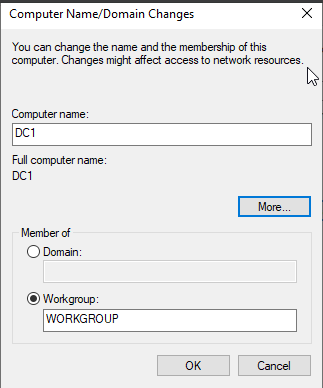 Computer Name/Domain Changes
You can change the name and the membership of this
computer. Changes might affect access to network resources.
Computer name:
DC1
Full computer name:
DC1
More...
Member of
Domain:
Workgroup:
WORKGROUP
OK
Cancel